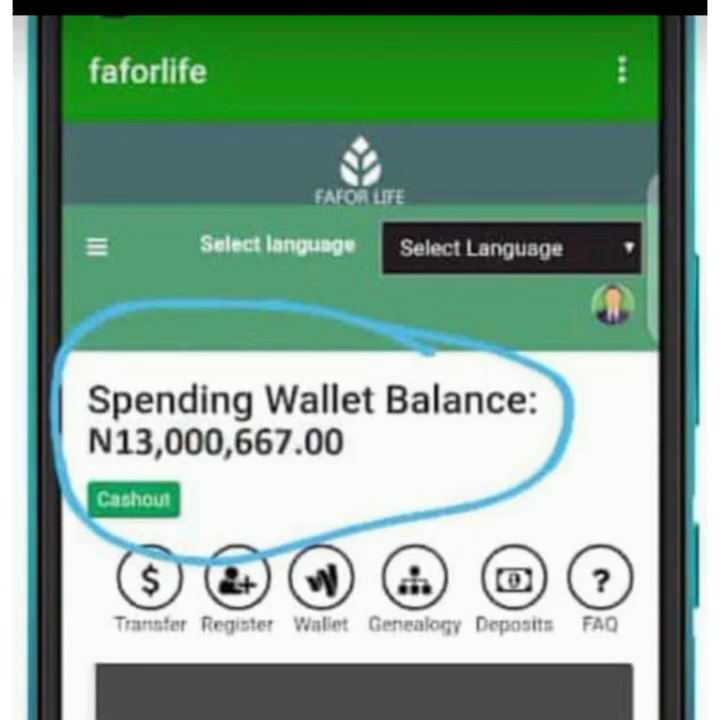 faforlife
FAFOR LIFE
Select language
Select Language
Spending Wallet Balance:
N13,000,667.00
Cashout
Transfer Register Wallet Genealogy Deposits FAQ